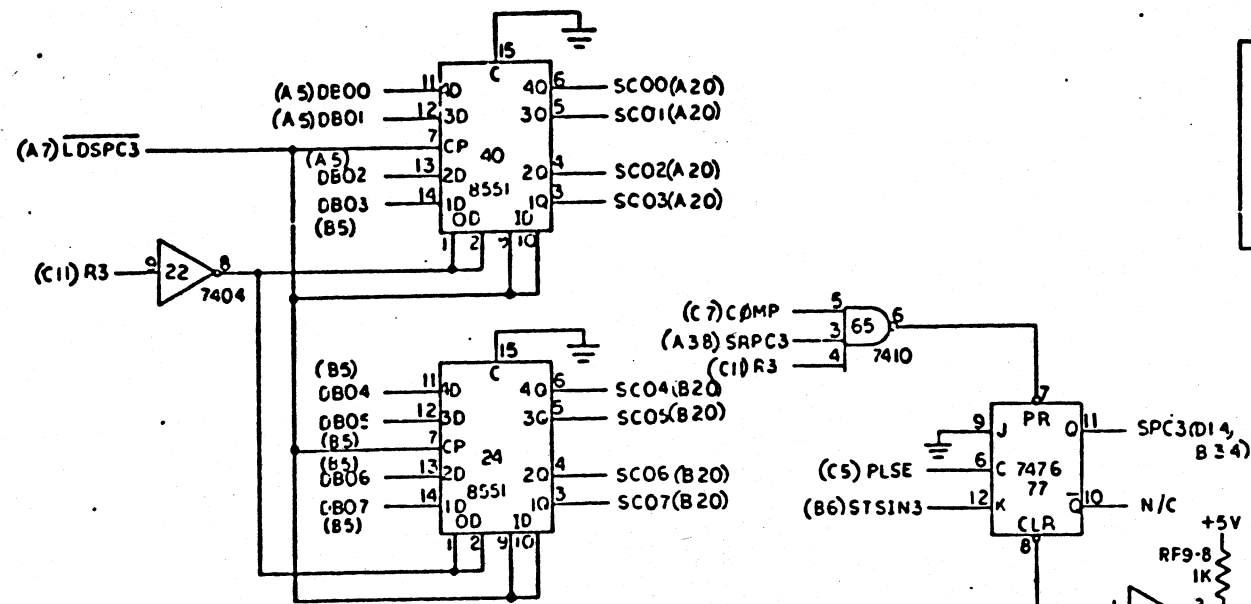 15
C
(A5)DB00 11 4D 4Q 6 SC00(A20)
(A5)DB01 12 3D 3Q 5 SC01(A20)
(A7)LDSPC3 7 CP 40
(A5)
DB02 13 2D 8551 2Q 4 SC02(A20)
DB03 14 1D 1Q 3 SC03(A20)
(B5)
OD ID
1 2 9 10
(C11)R3 22 8
7404
15
C
(B5)
DB04 11 4D 4Q 6 SC04(B20)
DB05 12 3D 3Q 5 SC05(B20)
(B5) 7 CP
(B5) 24
DB06 13 2D 8551 2Q 4 SC06(B20)
DB07 14 1D 1Q 3 SC07(B20)
(B5)
OD ID
1 2 9 10
(C7)CØMP 5
(A38)SRPC3 3 65 6
4 7410
R3
7
PR
9 J Q 11 SPC3(D14,
B34)
(C5)PLSE 6 C 7476
77
(B6)STSIN3 12 K Q 10 N/C
CLR
8
+5V
RF9-8
1K